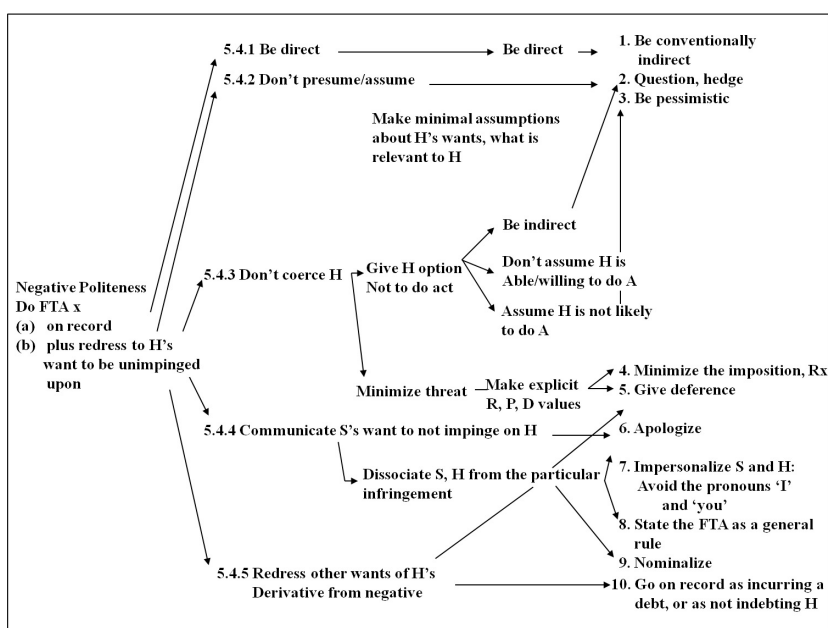 5.4.1 Be direct
Be direct
1. Be conventionally
indirect
5.4.2 Don't presume/assume
2. Question, hedge
3. Be pessimistic
Make minimal assumptions
about H's wants, what is
relevant to H
Be indirect
5.4.3 Don't coerce H
Give H option
Not to do act
Don't assume H is
Able/willing to do A
Assume H is not likely
to do A
Negative Politeness
Do FTA x
(a) on record
(b) plus redress to H's
want to be unimpinged
upon
Minimize threat
Make explicit
R, P, D values
4. Minimize the imposition, Rx
5. Give deference
5.4.4 Communicate S's want to not impinge on H
6. Apologize
Dissociate S, H from the particular
infringement
7. Impersonalize S and H:
Avoid the pronouns ‘I’
and ‘you’
8. State the FTA as a general
rule
9. Nominalize
5.4.5 Redress other wants of H's
Derivative from negative
10. Go on record as incurring a
debt, or as not indebting H